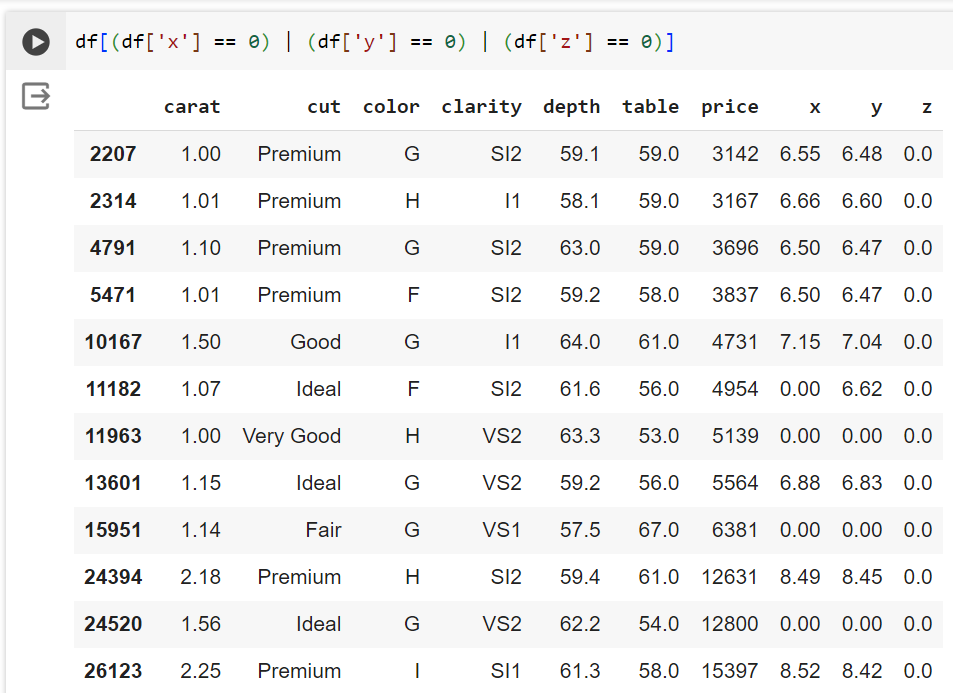 df[(df['x'] == 0) | (df['y'] == 0) | (df['z'] == 0)]
carat cut color clarity depth table price x y z
2207 1.00 Premium G SI2 59.1 59.0 3142 6.55 6.48 0.0
2314 1.01 Premium H I1 58.1 59.0 3167 6.66 6.60 0.0
4791 1.10 Premium G SI2 63.0 59.0 3696 6.50 6.47 0.0
5471 1.01 Premium F SI2 59.2 58.0 3837 6.50 6.47 0.0
10167 1.50 Good G I1 64.0 61.0 4731 7.15 7.04 0.0
11182 1.07 Ideal F SI2 61.6 56.0 4954 0.00 6.62 0.0
11963 1.00 Very Good H VS2 63.3 53.0 5139 0.00 0.00 0.0
13601 1.15 Ideal G VS2 59.2 56.0 5564 6.88 6.83 0.0
15951 1.14 Fair G VS1 57.5 67.0 6381 0.00 0.00 0.0
24394 2.18 Premium H SI2 59.4 61.0 12631 8.49 8.45 0.0
24520 1.56 Ideal G VS2 62.2 54.0 12800 0.00 0.00 0.0
26123 2.25 Premium I SI1 61.3 58.0 15397 8.52 8.42 0.0